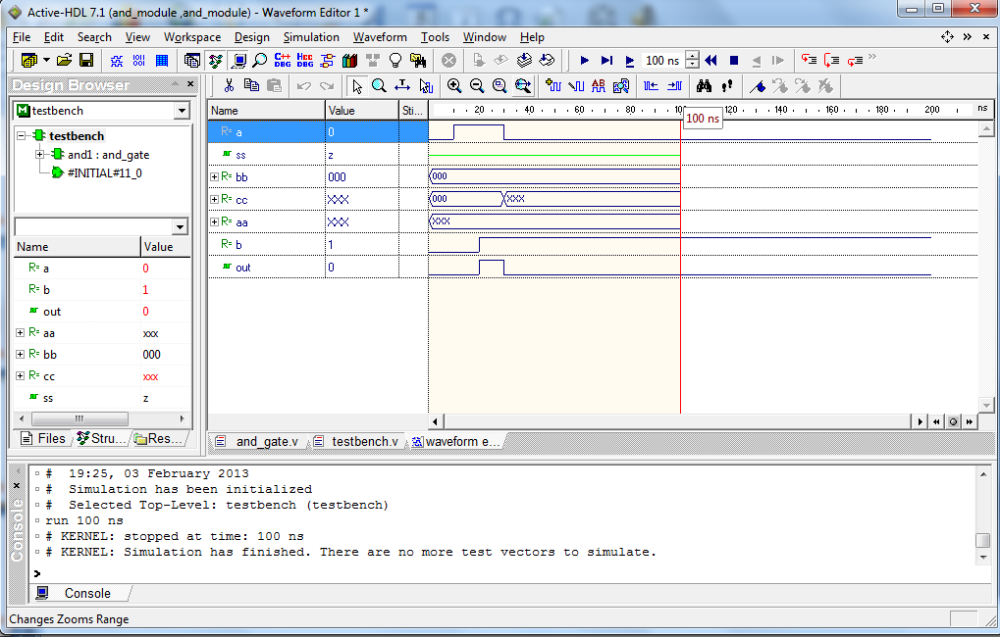 Active-HDL 7.1 (and_module ,and_module) - Waveform Editor 1 *
File Edit Search View Workspace Design Simulation Waveform Tools Window Help
C++ DBG HEC DBG 100 ns
Design Browser
testbench
testbench
and1 : and_gate
#INITIAL#11_0
Name Value
a 0
b 1
out 0
aa xxx
bb 000
cc xxx
ss z
Files Stru... Res...
Name Value Sti... 20 40 60 80 100 120 140 160 180 200 ns
100 ns
R= a 0
ss z
R= bb 000 000
R= cc XXX 000 XXX
R= aa XXX XXX
R= b 1
out 0
and_gate.v testbench.v waveform e...
Console
# 19:25, 03 February 2013
# Simulation has been initialized
# Selected Top-Level: testbench (testbench)
run 100 ns
# KERNEL: stopped at time: 100 ns
# KERNEL: Simulation has finished. There are no more test vectors to simulate.
>
Console
Changes Zooms Range